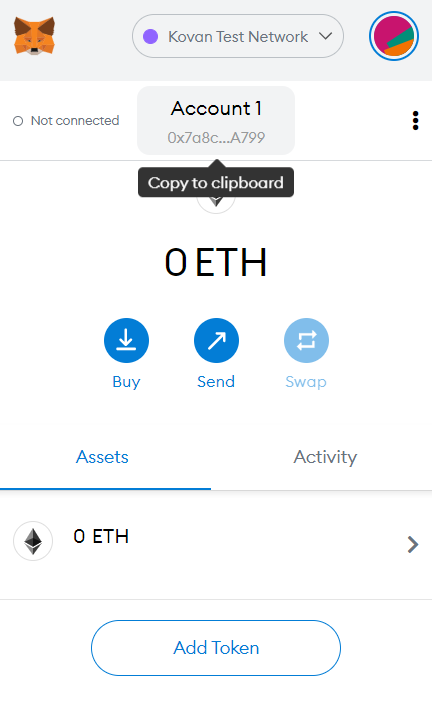 Kovan Test Network
Not connected
Account 1
0x7a8c...A799
Copy to clipboard
0 ETH
Buy
Send
Swap
Assets
Activity
0 ETH
Add Token